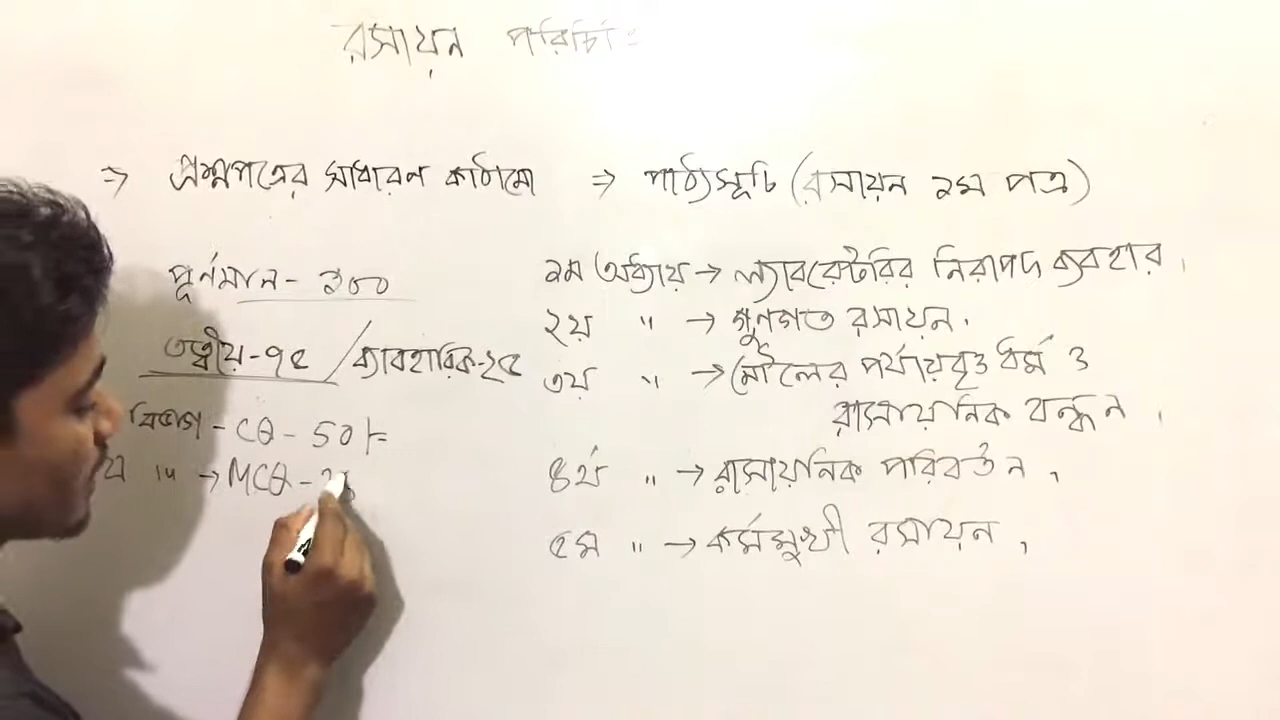 রসায়ন পরিচিতিঃ
⇒ প্রশ্নপত্রের সাধারণ কাঠামো
পূর্ণমান - ১০০
তত্ত্বীয়-৭৫ / ব্যাবহারিক-২৫
বিভাগ - CQ - 50
" → MCQ -
⇒ পাঠ্যসূচি (রসায়ন ১ম পত্র)
১ম অধ্যায় → ল্যাবরেটরির নিরাপদ ব্যবহার ,
২য় " → গুণগত রসায়ন ,
৩য় " → মৌলের পর্যায়বৃত্ত ধর্ম ও
রাসায়নিক বন্ধন ,
৪র্থ " → রাসায়নিক পরিবর্তন ,
৫ম " → কর্মমুখী রসায়ন ,